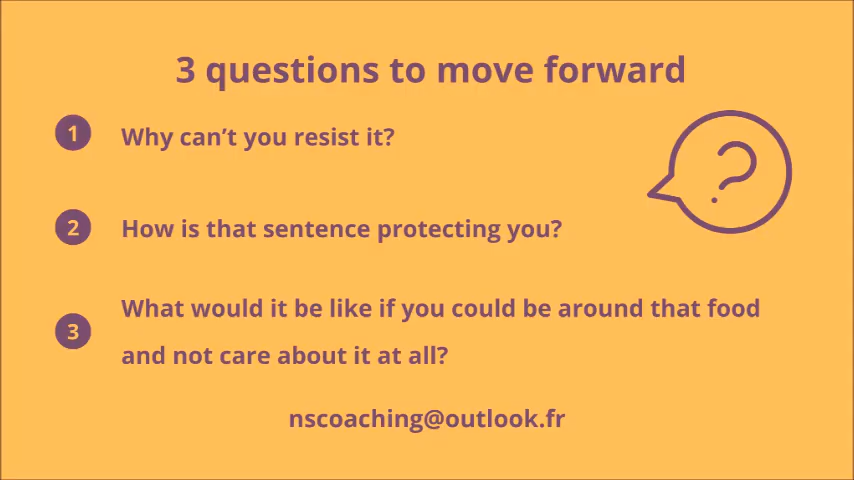 3 questions to move forward
1 Why can’t you resist it?
2 How is that sentence protecting you?
3 What would it be like if you could be around that food
and not care about it at all?
nscoaching@outlook.fr